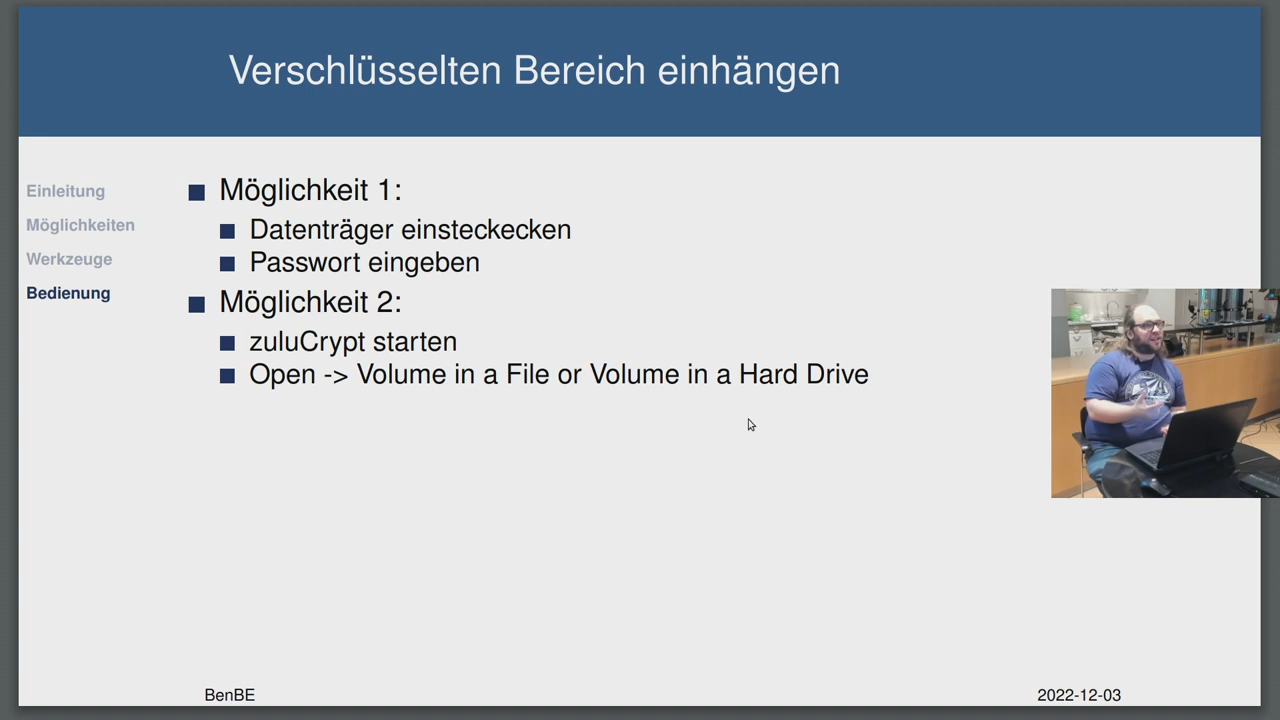 Verschlüsselten Bereich einhängen
Einleitung
Möglichkeiten
Werkzeuge
Bedienung
Möglichkeit 1:
Datenträger einsteckecken
Passwort eingeben
Möglichkeit 2:
zuluCrypt starten
Open -> Volume in a File or Volume in a Hard Drive
BenBE
2022-12-03